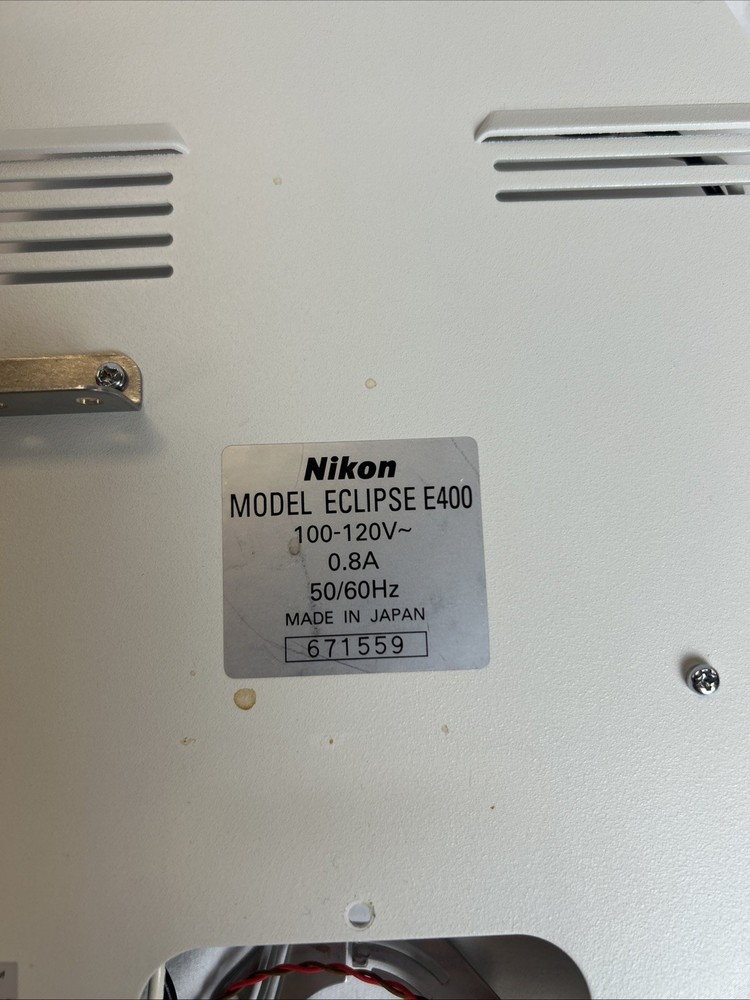 Nikon
MODEL ECLIPSE E400
100-120V~
0.8A
50/60Hz
MADE IN JAPAN
671559